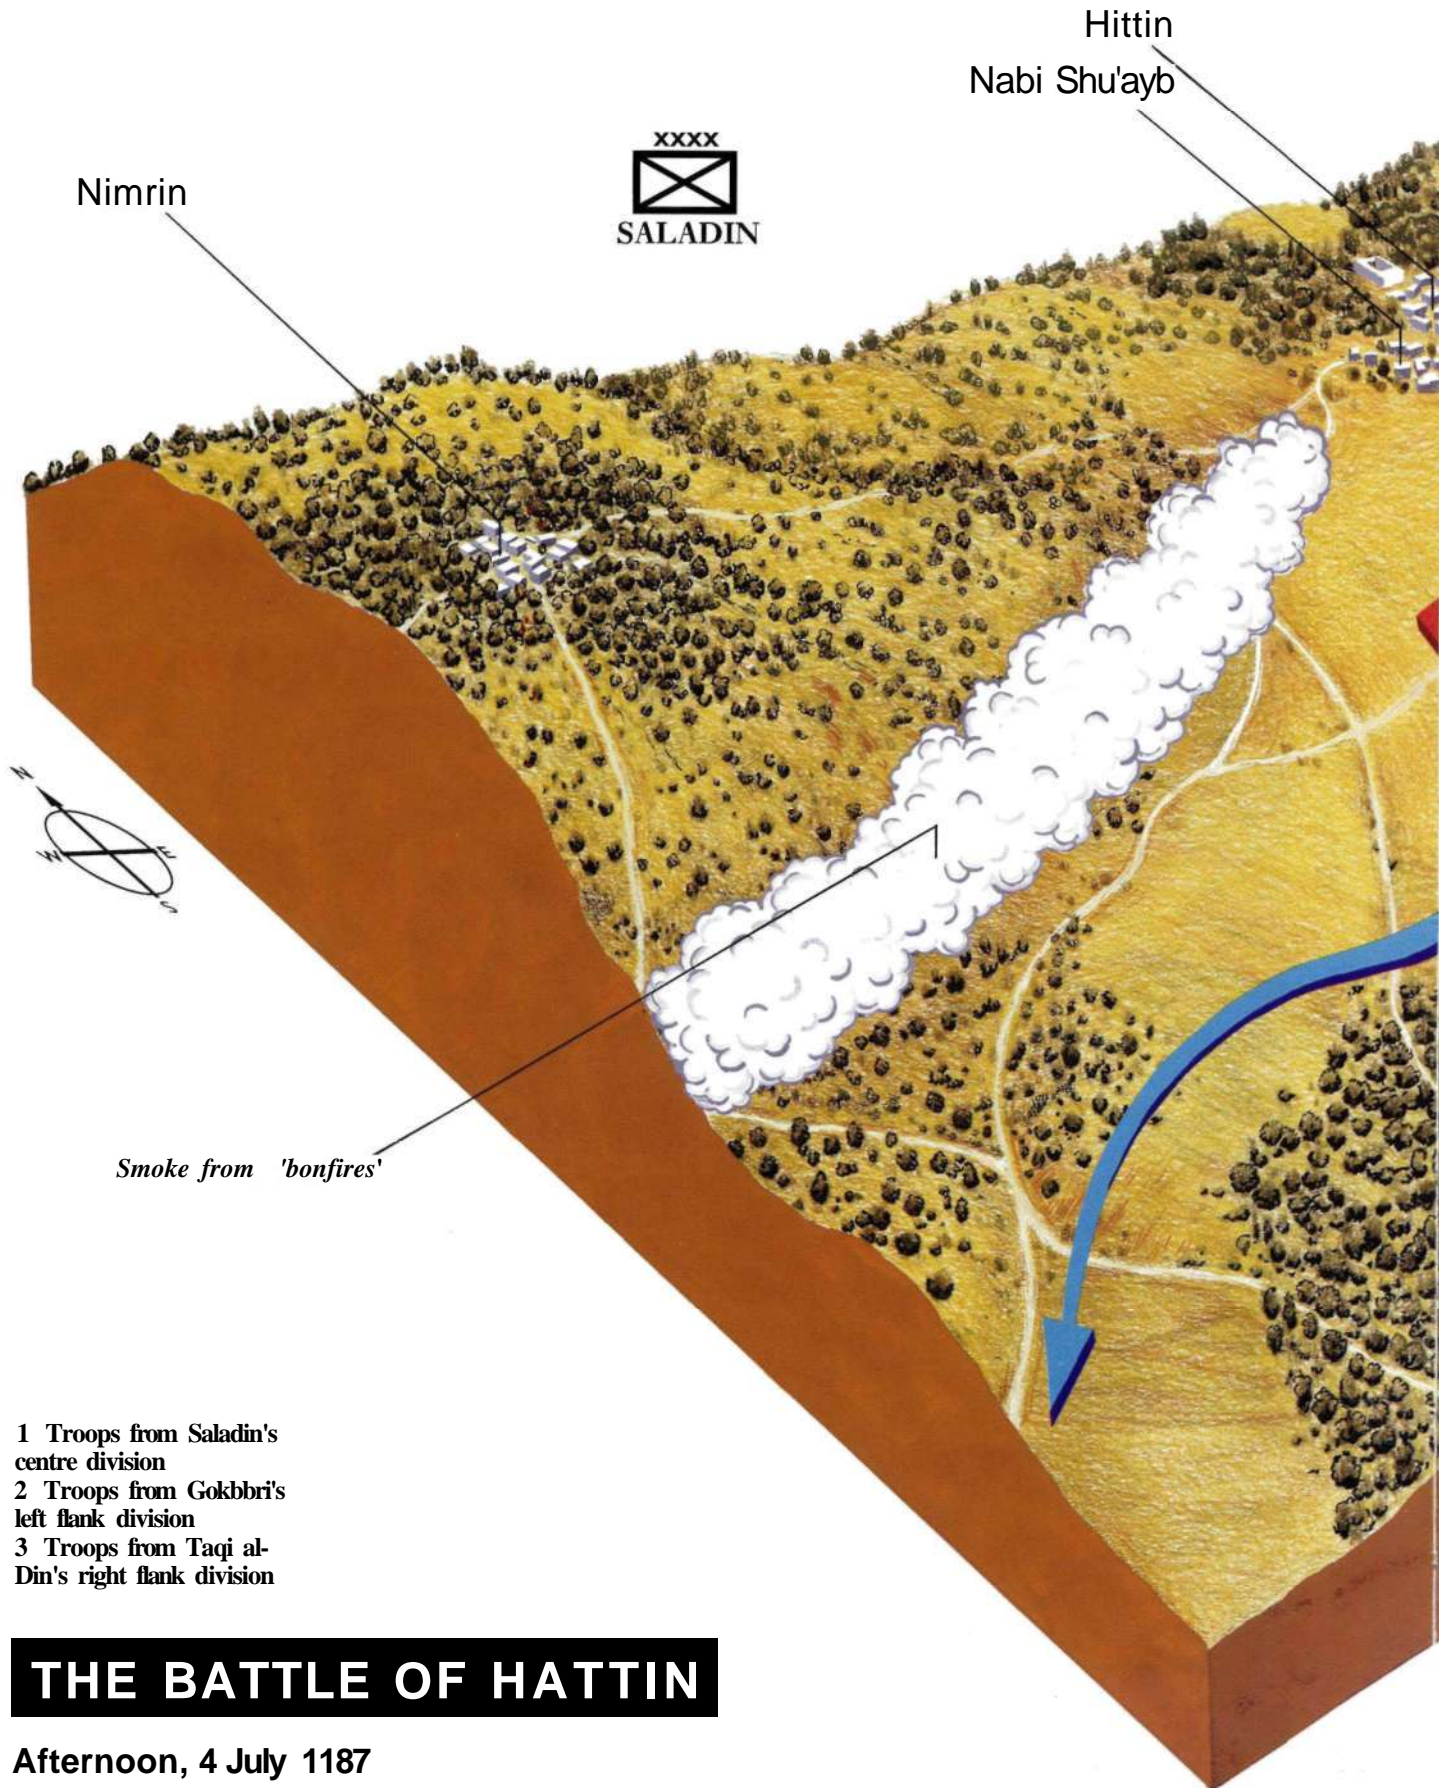 Hittin
Nabi Shu'ayb
xxxx
SALADIN
Nimrin
N
W E
S
Smoke from 'bonfires'
1 Troops from Saladin's
centre division
2 Troops from Gokbbri's
left flank division
3 Troops from Taqi al-
Din's right flank division
THE BATTLE OF HATTIN
Afternoon, 4 July 1187